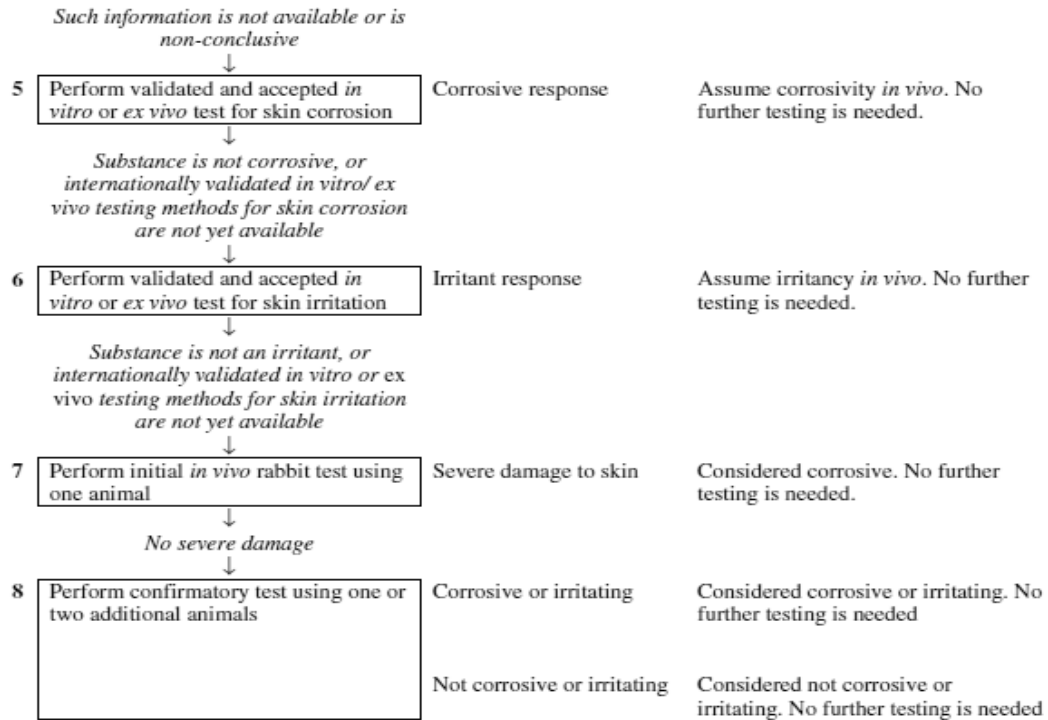 Such information is not available or is
non-conclusive
↓
5 Perform validated and accepted in Corrosive response Assume corrosivity in vivo. No
vitro or ex vivo test for skin corrosion further testing is needed.
↓
Substance is not corrosive, or
internationally validated in vitro/ ex
vivo testing methods for skin corrosion
are not yet available
↓
6 Perform validated and accepted in Irritant response Assume irritancy in vivo. No further
vitro or ex vivo test for skin irritation testing is needed.
↓
Substance is not an irritant, or
internationally validated in vitro or ex
vivo testing methods for skin irritation
are not yet available
↓
7 Perform initial in vivo rabbit test using Severe damage to skin Considered corrosive. No further
one animal testing is needed.
↓
No severe damage
↓
8 Perform confirmatory test using one or Corrosive or irritating Considered corrosive or irritating. No
two additional animals further testing is needed
Not corrosive or irritating Considered not corrosive or
irritating. No further testing is needed